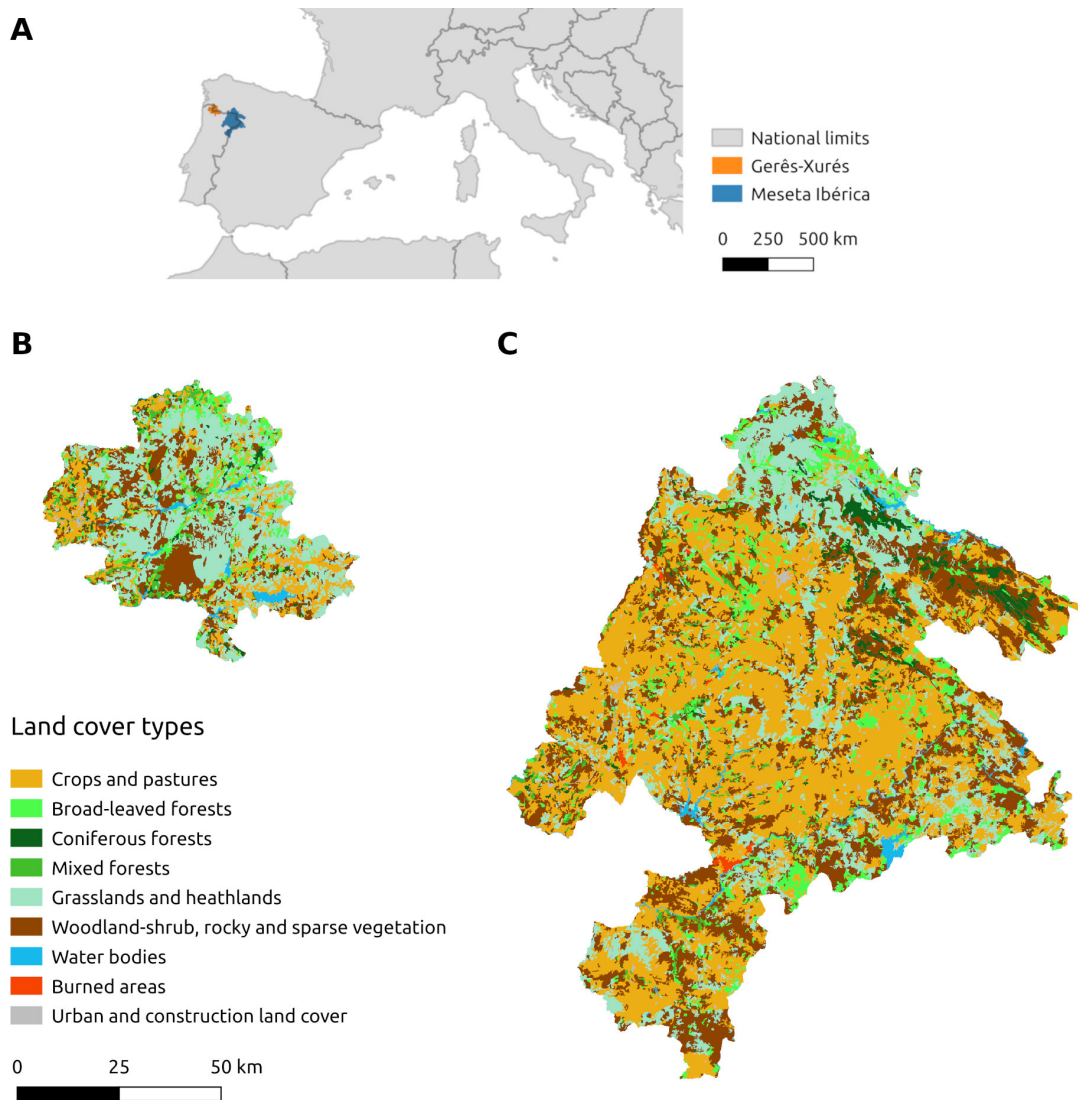 A
National limits
Gerês-Xurés
Meseta Ibérica
0 250 500 km
B
C
Land cover types
Crops and pastures
Broad-leaved forests
Coniferous forests
Mixed forests
Grasslands and heathlands
Woodland-shrub, rocky and sparse vegetation
Water bodies
Burned areas
Urban and construction land cover
0 25 50 km